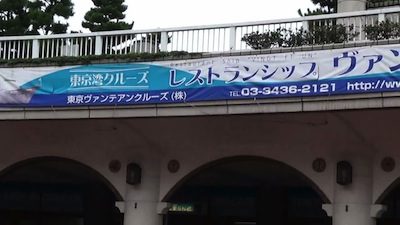 東京湾クルーズ
レストランシップ ヴァン
東京ヴァンテアンクルーズ(株)
TEL 03-3436-2121 http://w